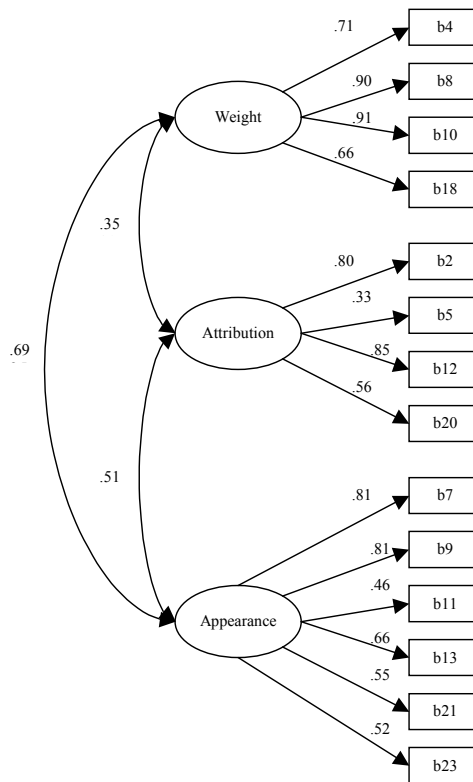 .71
b4
.90
b8
Weight
.91
b10
.66
b18
.35
.80
b2
.33
b5
Attribution
.85
b12
.69
.56
b20
.51
.81
b7
.81
b9
.46
b11
Appearance
.66
b13
.55
b21
.52
b23